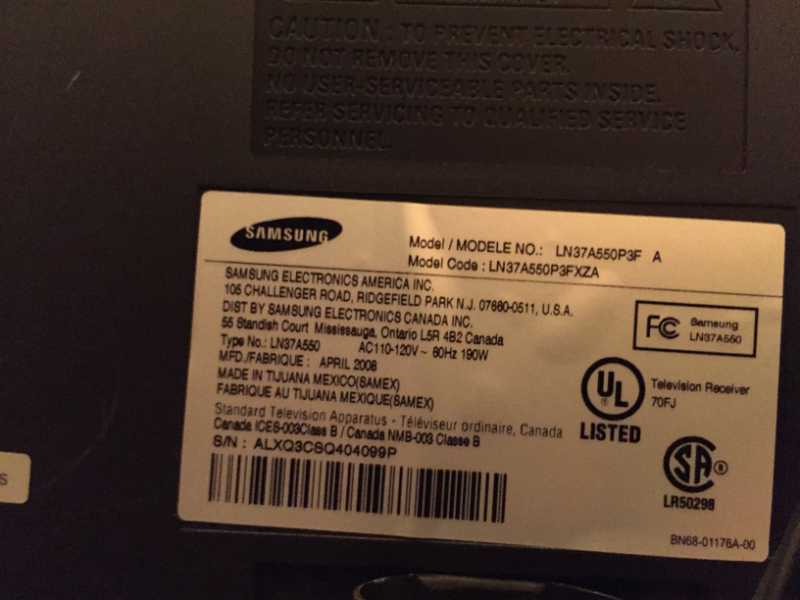 CAUTION: TO PREVENT ELECTRICAL SHOCK,
DO NOT REMOVE THIS COVER.
NO USER-SERVICEABLE PARTS INSIDE.
REFER SERVICING TO QUALIFIED SERVICE
PERSONNEL.
SAMSUNG
Model / MODELE NO.: LN37A550P3F A
Model Code : LN37A550P3FXZA
SAMSUNG ELECTRONICS AMERICA INC.
105 CHALLENGER ROAD, RIDGEFIELD PARK N.J. 07660-0511, U.S.A.
DIST BY SAMSUNG ELECTRONICS CANADA INC.
55 Standish Court Mississauga, Ontario L5R 4B2 Canada
Type No.: LN37A550 AC110-120V~ 60Hz 190W
MFD./FABRIQUE : APRIL 2008
MADE IN TIJUANA MEXICO(SAMEX)
FABRIQUE AU TIJUANA MEXIQUE(SAMEX)
Standard Television Apparatus - Téléviseur ordinaire, Canada
Canada ICES-003Class B / Canada NMB-003 Classe B
S/N : ALXQ3CSQ404099P
FC Samsung
LN37A550
UL ®
LISTED
Television Receiver
70FJ
SA ®
LR50298
BN68-01176A-00
S